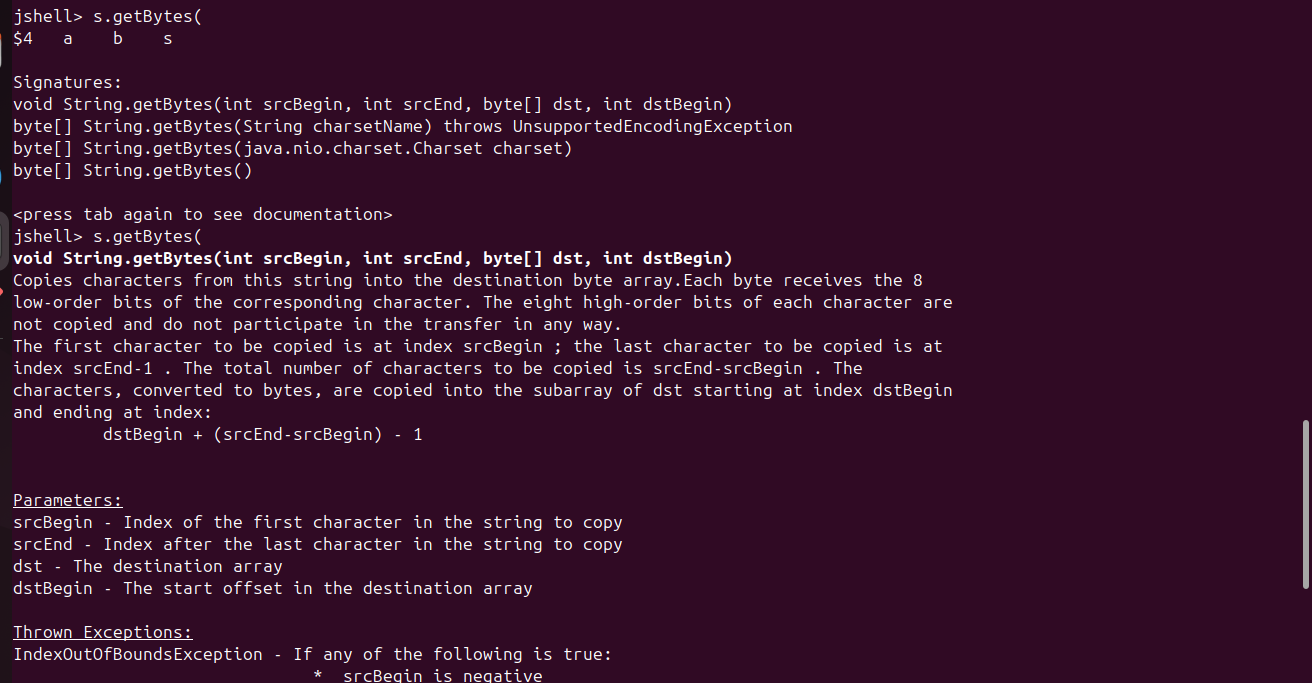 jshell> s.getBytes(
$4   a    b    s

Signatures:
void String.getBytes(int srcBegin, int srcEnd, byte[] dst, int dstBegin)
byte[] String.getBytes(String charsetName) throws UnsupportedEncodingException
byte[] String.getBytes(java.nio.charset.Charset charset)
byte[] String.getBytes()

<press tab again to see documentation>
jshell> s.getBytes(
void String.getBytes(int srcBegin, int srcEnd, byte[] dst, int dstBegin)
Copies characters from this string into the destination byte array.Each byte receives the 8
low-order bits of the corresponding character. The eight high-order bits of each character are
not copied and do not participate in the transfer in any way.
The first character to be copied is at index srcBegin ; the last character to be copied is at
index srcEnd-1 . The total number of characters to be copied is srcEnd-srcBegin . The
characters, converted to bytes, are copied into the subarray of dst starting at index dstBegin
and ending at index:
         dstBegin + (srcEnd-srcBegin) - 1

Parameters:
srcBegin - Index of the first character in the string to copy
srcEnd - Index after the last character in the string to copy
dst - The destination array
dstBegin - The start offset in the destination array

Thrown Exceptions:
IndexOutOfBoundsException - If any of the following is true:
                              *  srcBegin is negative